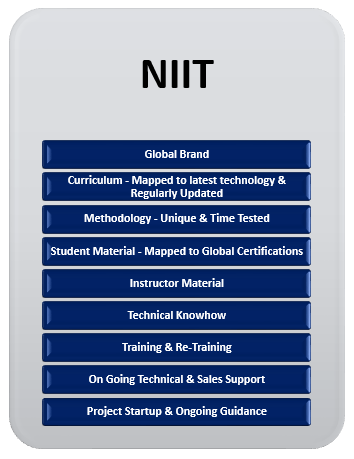 NIIT
Global Brand
Curriculum - Mapped to latest technology &
Regularly Updated
Methodology - Unique & Time Tested
Student Material - Mapped to Global Certifications
Instructor Material
Technical Knowhow
Training & Re-Training
On Going Technical & Sales Support
Project Startup & Ongoing Guidance